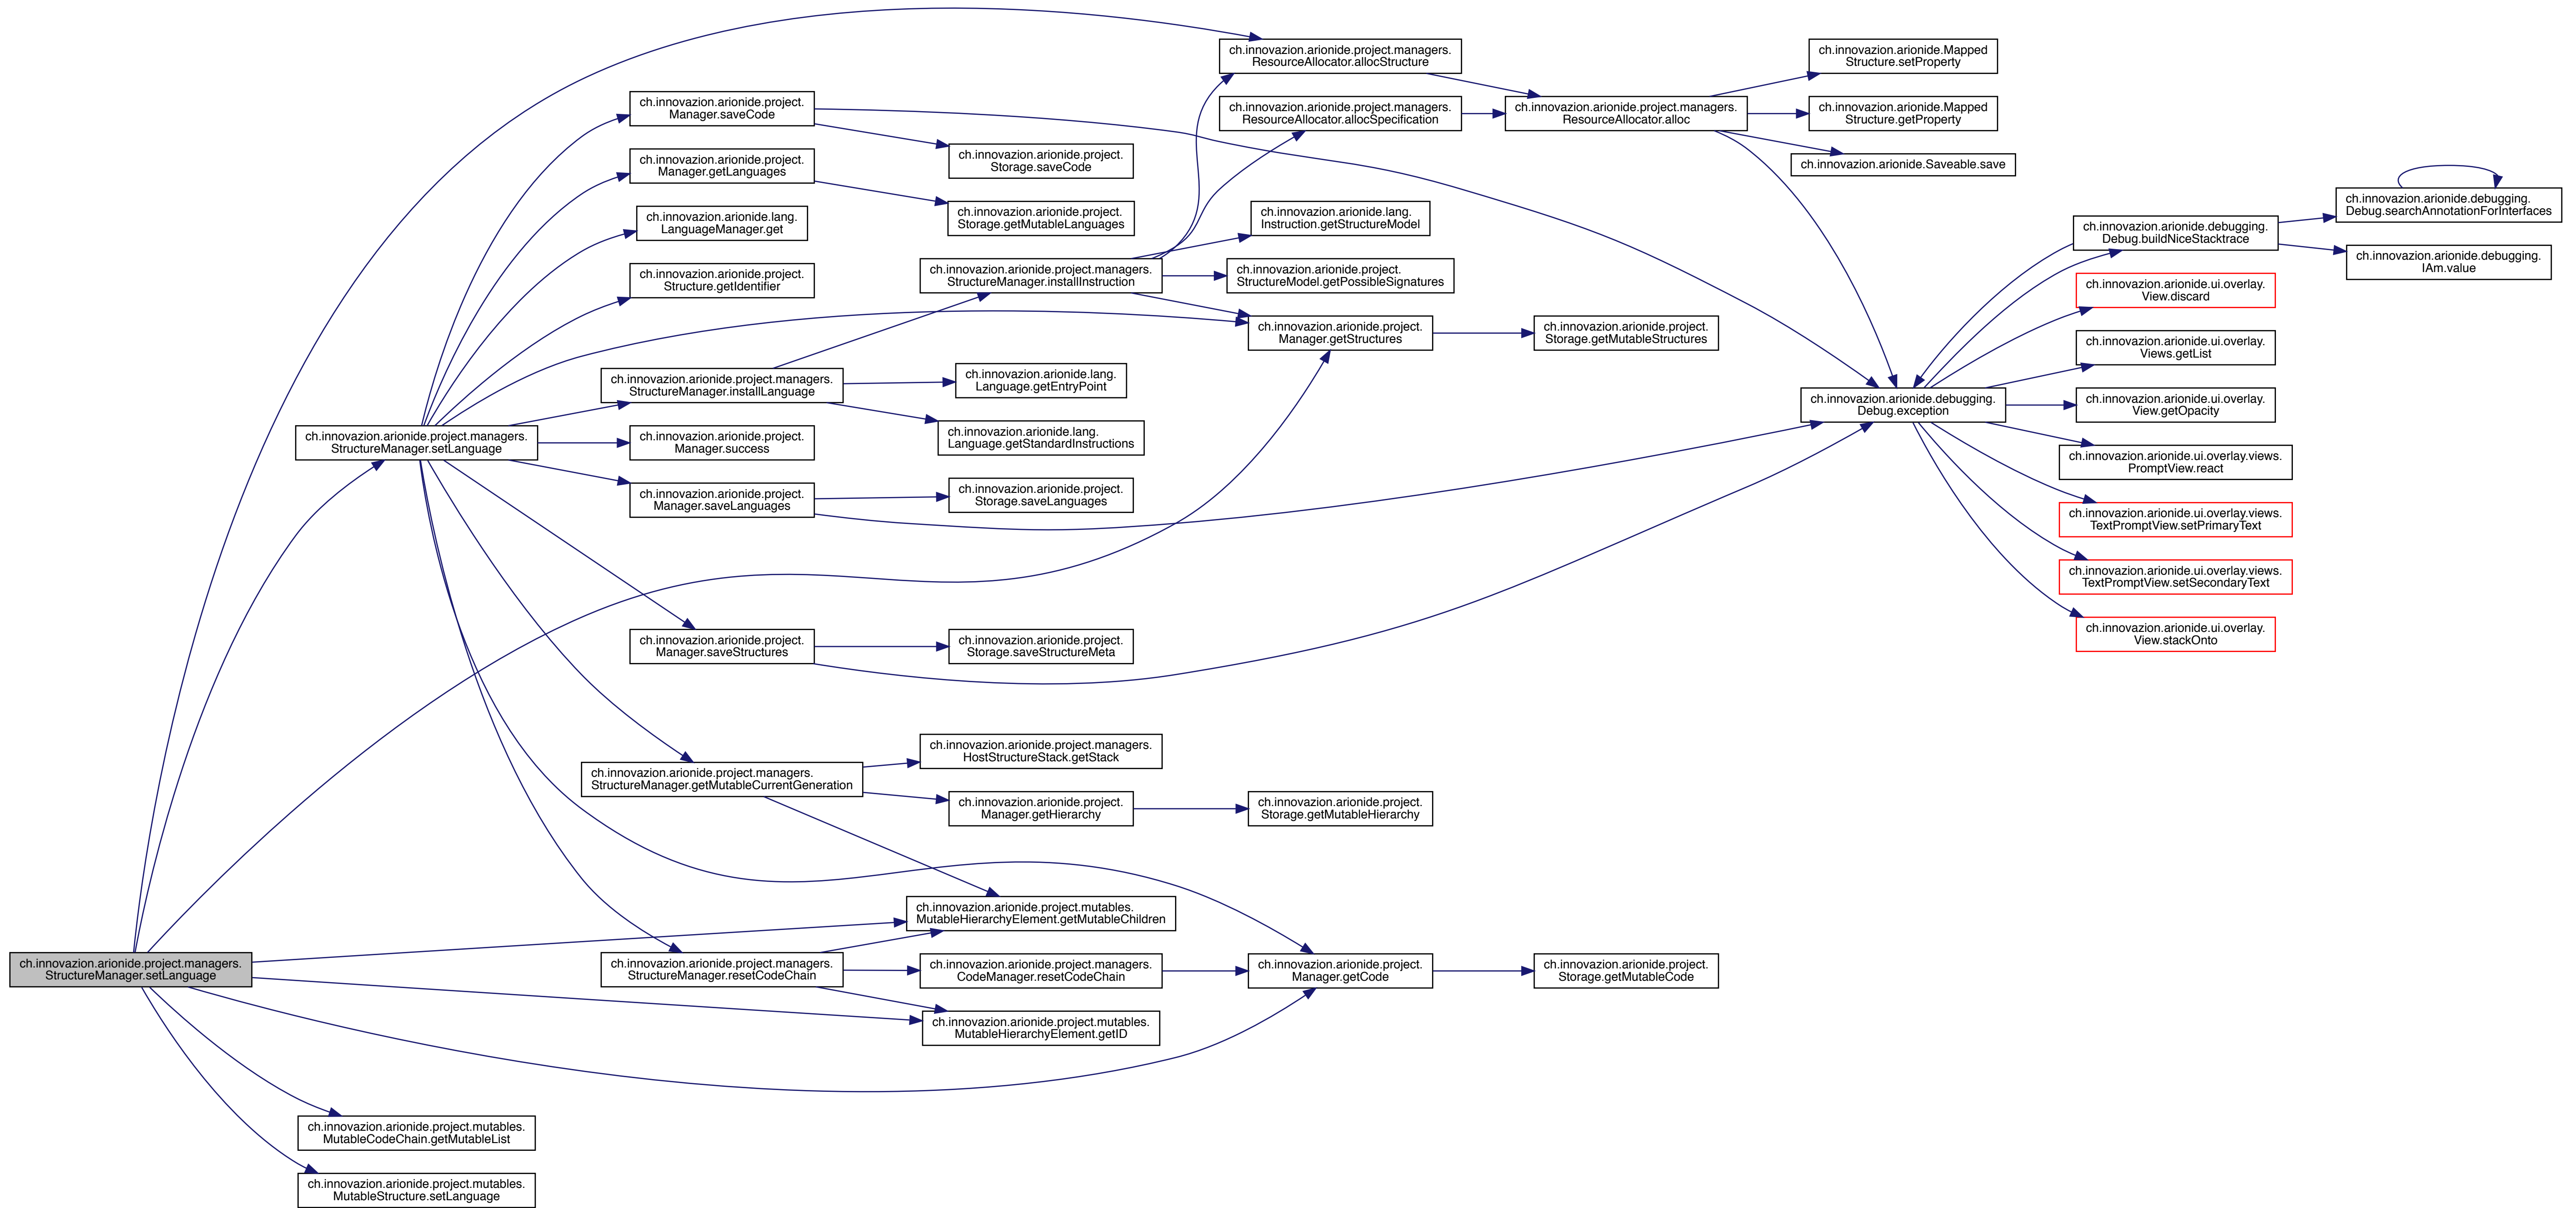 ch.innovazion.arionide.project.managers.
StructureManager.setLanguage
ch.innovazion.arionide.project.managers.
StructureManager.setLanguage
ch.innovazion.arionide.project.mutables.
MutableCodeChain.getMutableList
ch.innovazion.arionide.project.mutables.
MutableStructure.setLanguage
ch.innovazion.arionide.project.
Manager.saveCode
ch.innovazion.arionide.project.
Manager.getLanguages
ch.innovazion.arionide.lang.
LanguageManager.get
ch.innovazion.arionide.project.
Structure.getIdentifier
ch.innovazion.arionide.project.managers.
StructureManager.installLanguage
ch.innovazion.arionide.project.
Manager.success
ch.innovazion.arionide.project.
Manager.saveLanguages
ch.innovazion.arionide.project.
Manager.saveStructures
ch.innovazion.arionide.project.managers.
StructureManager.getMutableCurrentGeneration
ch.innovazion.arionide.project.managers.
StructureManager.resetCodeChain
ch.innovazion.arionide.project.
Storage.saveCode
ch.innovazion.arionide.project.
Storage.getMutableLanguages
ch.innovazion.arionide.project.managers.
StructureManager.installInstruction
ch.innovazion.arionide.lang.
Language.getEntryPoint
ch.innovazion.arionide.lang.
Language.getStandardInstructions
ch.innovazion.arionide.project.
Storage.saveLanguages
ch.innovazion.arionide.project.
Storage.saveStructureMeta
ch.innovazion.arionide.project.managers.
HostStructureStack.getStack
ch.innovazion.arionide.project.
Manager.getHierarchy
ch.innovazion.arionide.project.mutables.
MutableHierarchyElement.getMutableChildren
ch.innovazion.arionide.project.managers.
CodeManager.resetCodeChain
ch.innovazion.arionide.project.mutables.
MutableHierarchyElement.getID
ch.innovazion.arionide.project.managers.
ResourceAllocator.allocStructure
ch.innovazion.arionide.project.managers.
ResourceAllocator.allocSpecification
ch.innovazion.arionide.lang.
Instruction.getStructureModel
ch.innovazion.arionide.project.
StructureModel.getPossibleSignatures
ch.innovazion.arionide.project.
Manager.getStructures
ch.innovazion.arionide.project.
Storage.getMutableHierarchy
ch.innovazion.arionide.project.
Manager.getCode
ch.innovazion.arionide.project.managers.
ResourceAllocator.alloc
ch.innovazion.arionide.project.
Storage.getMutableStructures
ch.innovazion.arionide.project.
Storage.getMutableCode
ch.innovazion.arionide.Mapped
Structure.setProperty
ch.innovazion.arionide.Mapped
Structure.getProperty
ch.innovazion.arionide.Saveable.save
ch.innovazion.arionide.debugging.
Debug.exception
ch.innovazion.arionide.debugging.
Debug.buildNiceStacktrace
ch.innovazion.arionide.ui.overlay.
View.discard
ch.innovazion.arionide.ui.overlay.
Views.getList
ch.innovazion.arionide.ui.overlay.
View.getOpacity
ch.innovazion.arionide.ui.overlay.views.
PromptView.react
ch.innovazion.arionide.ui.overlay.views.
TextPromptView.setPrimaryText
ch.innovazion.arionide.ui.overlay.views.
TextPromptView.setSecondaryText
ch.innovazion.arionide.ui.overlay.
View.stackOnto
ch.innovazion.arionide.debugging.
Debug.searchAnnotationForInterfaces
ch.innovazion.arionide.debugging.
IAm.value